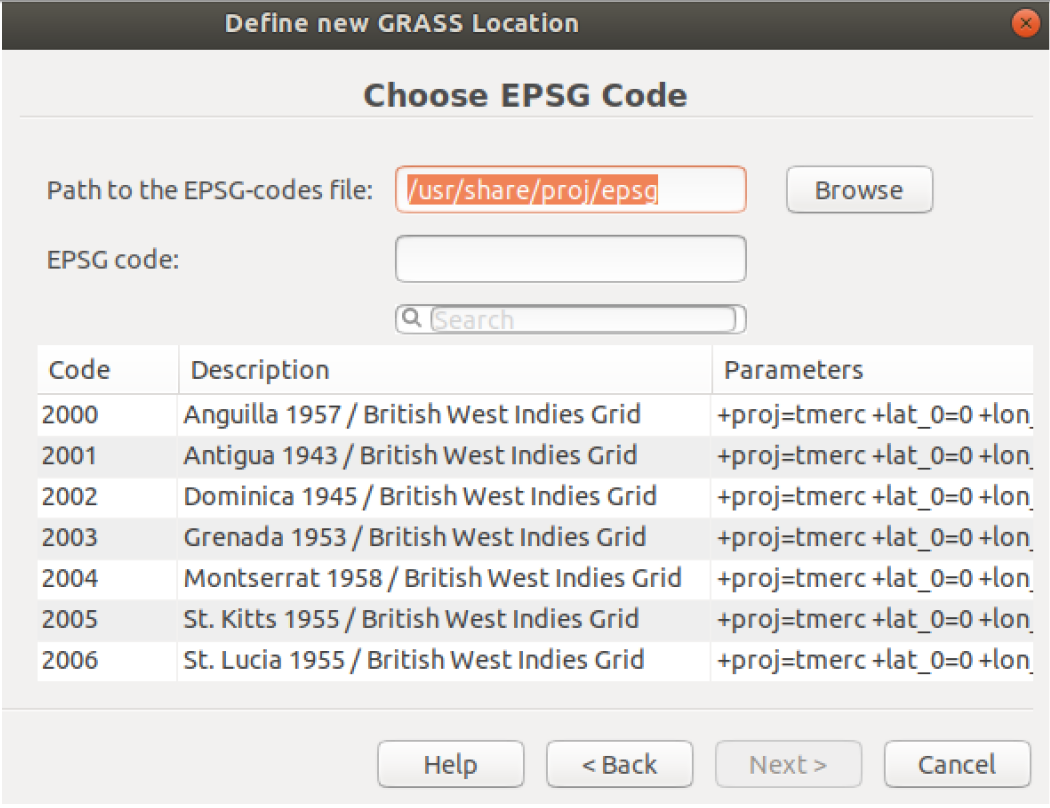 Define new GRASS Location
Choose EPSG Code
Path to the EPSG-codes file: /usr/share/proj/epsg Browse
EPSG code:
Search
Code Description Parameters
2000 Anguilla 1957 / British West Indies Grid +proj=tmerc +lat_0=0 +lon_
2001 Antigua 1943 / British West Indies Grid +proj=tmerc +lat_0=0 +lon_
2002 Dominica 1945 / British West Indies Grid +proj=tmerc +lat_0=0 +lon_
2003 Grenada 1953 / British West Indies Grid +proj=tmerc +lat_0=0 +lon_
2004 Montserrat 1958 / British West Indies Grid +proj=tmerc +lat_0=0 +lon_
2005 St. Kitts 1955 / British West Indies Grid +proj=tmerc +lat_0=0 +lon_
2006 St. Lucia 1955 / British West Indies Grid +proj=tmerc +lat_0=0 +lon_
Help < Back Next > Cancel